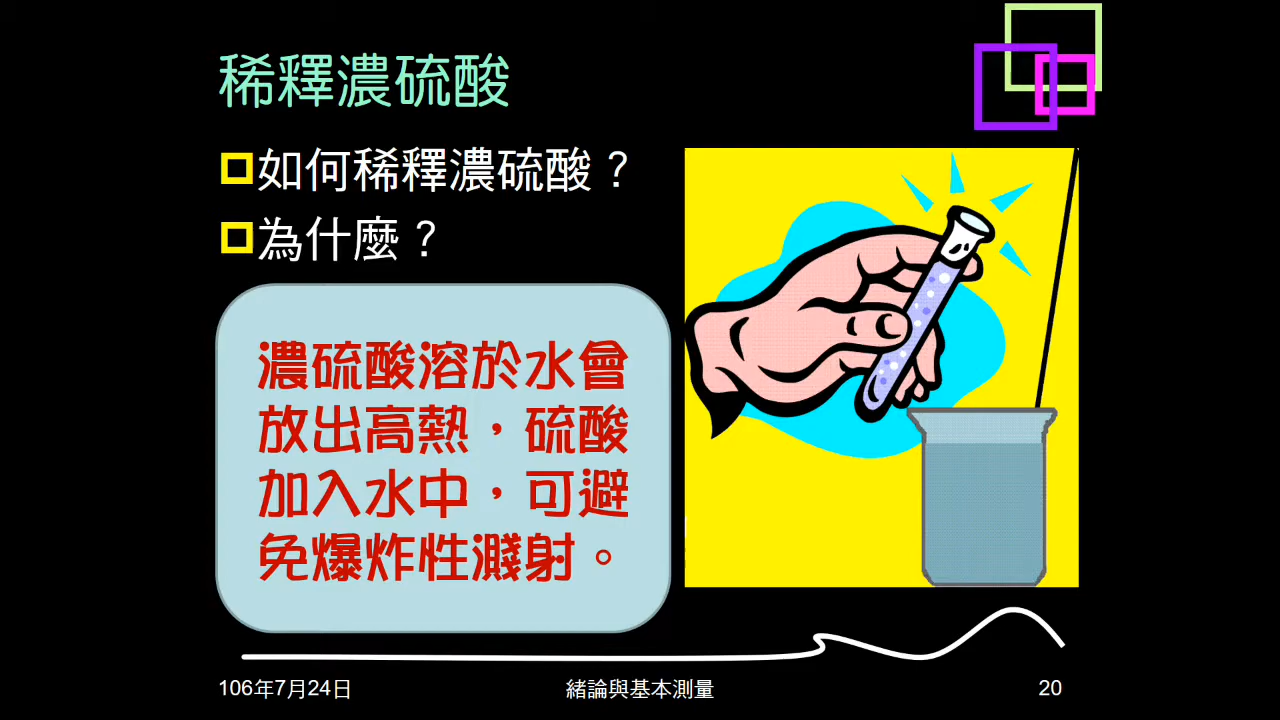 稀釋濃硫酸
如何稀釋濃硫酸？
為什麼？
濃硫酸溶於水會
放出高熱，硫酸
加入水中，可避
免爆炸性濺射。
106年7月24日
緒論與基本測量
20